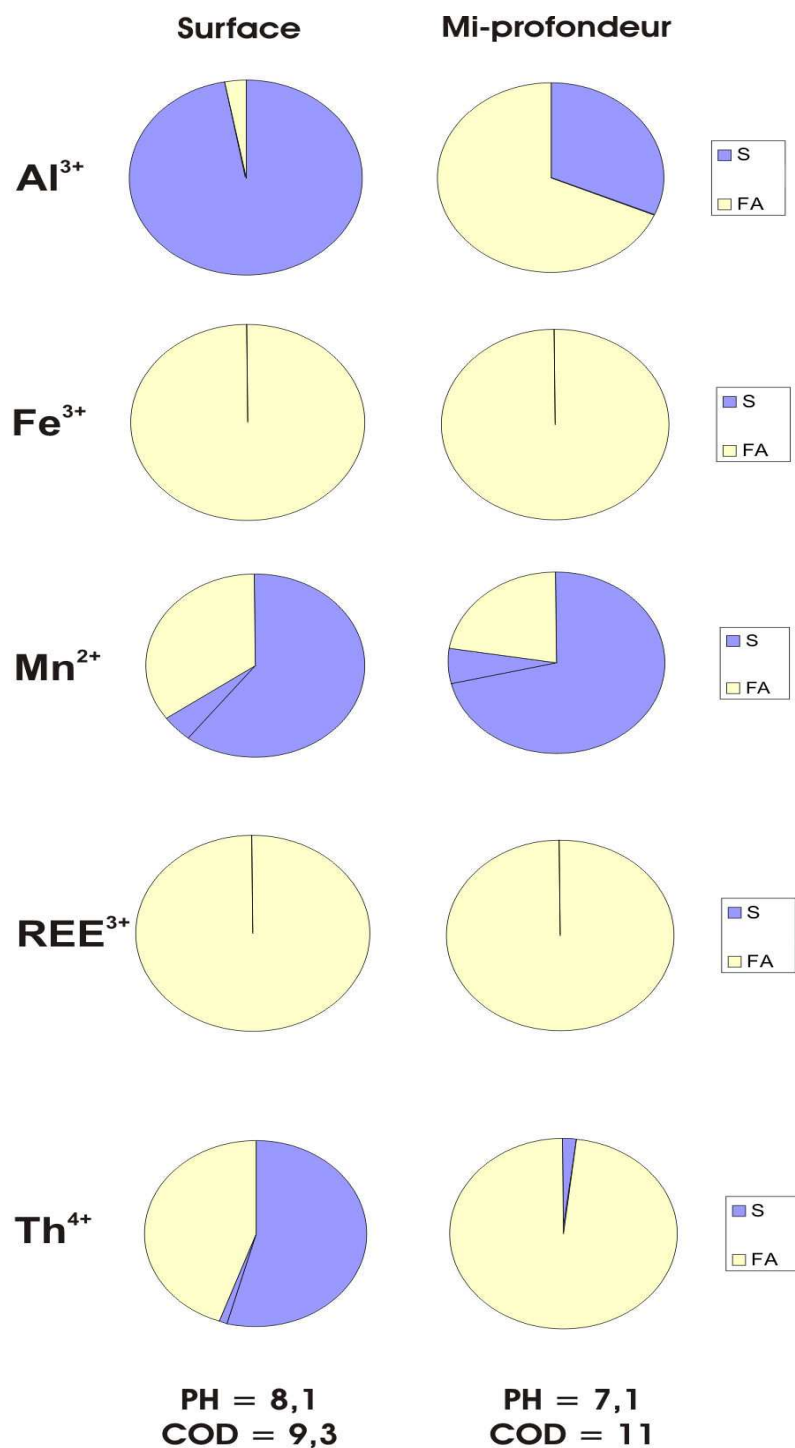 Surface Mi-profondeur
Al³⁺
S
FA
Fe³⁺
S
FA
Mn²⁺
S
FA
REE³⁺
S
FA
Th⁴⁺
S
FA
PH = 8,1 PH = 7,1
COD = 9,3 COD = 11